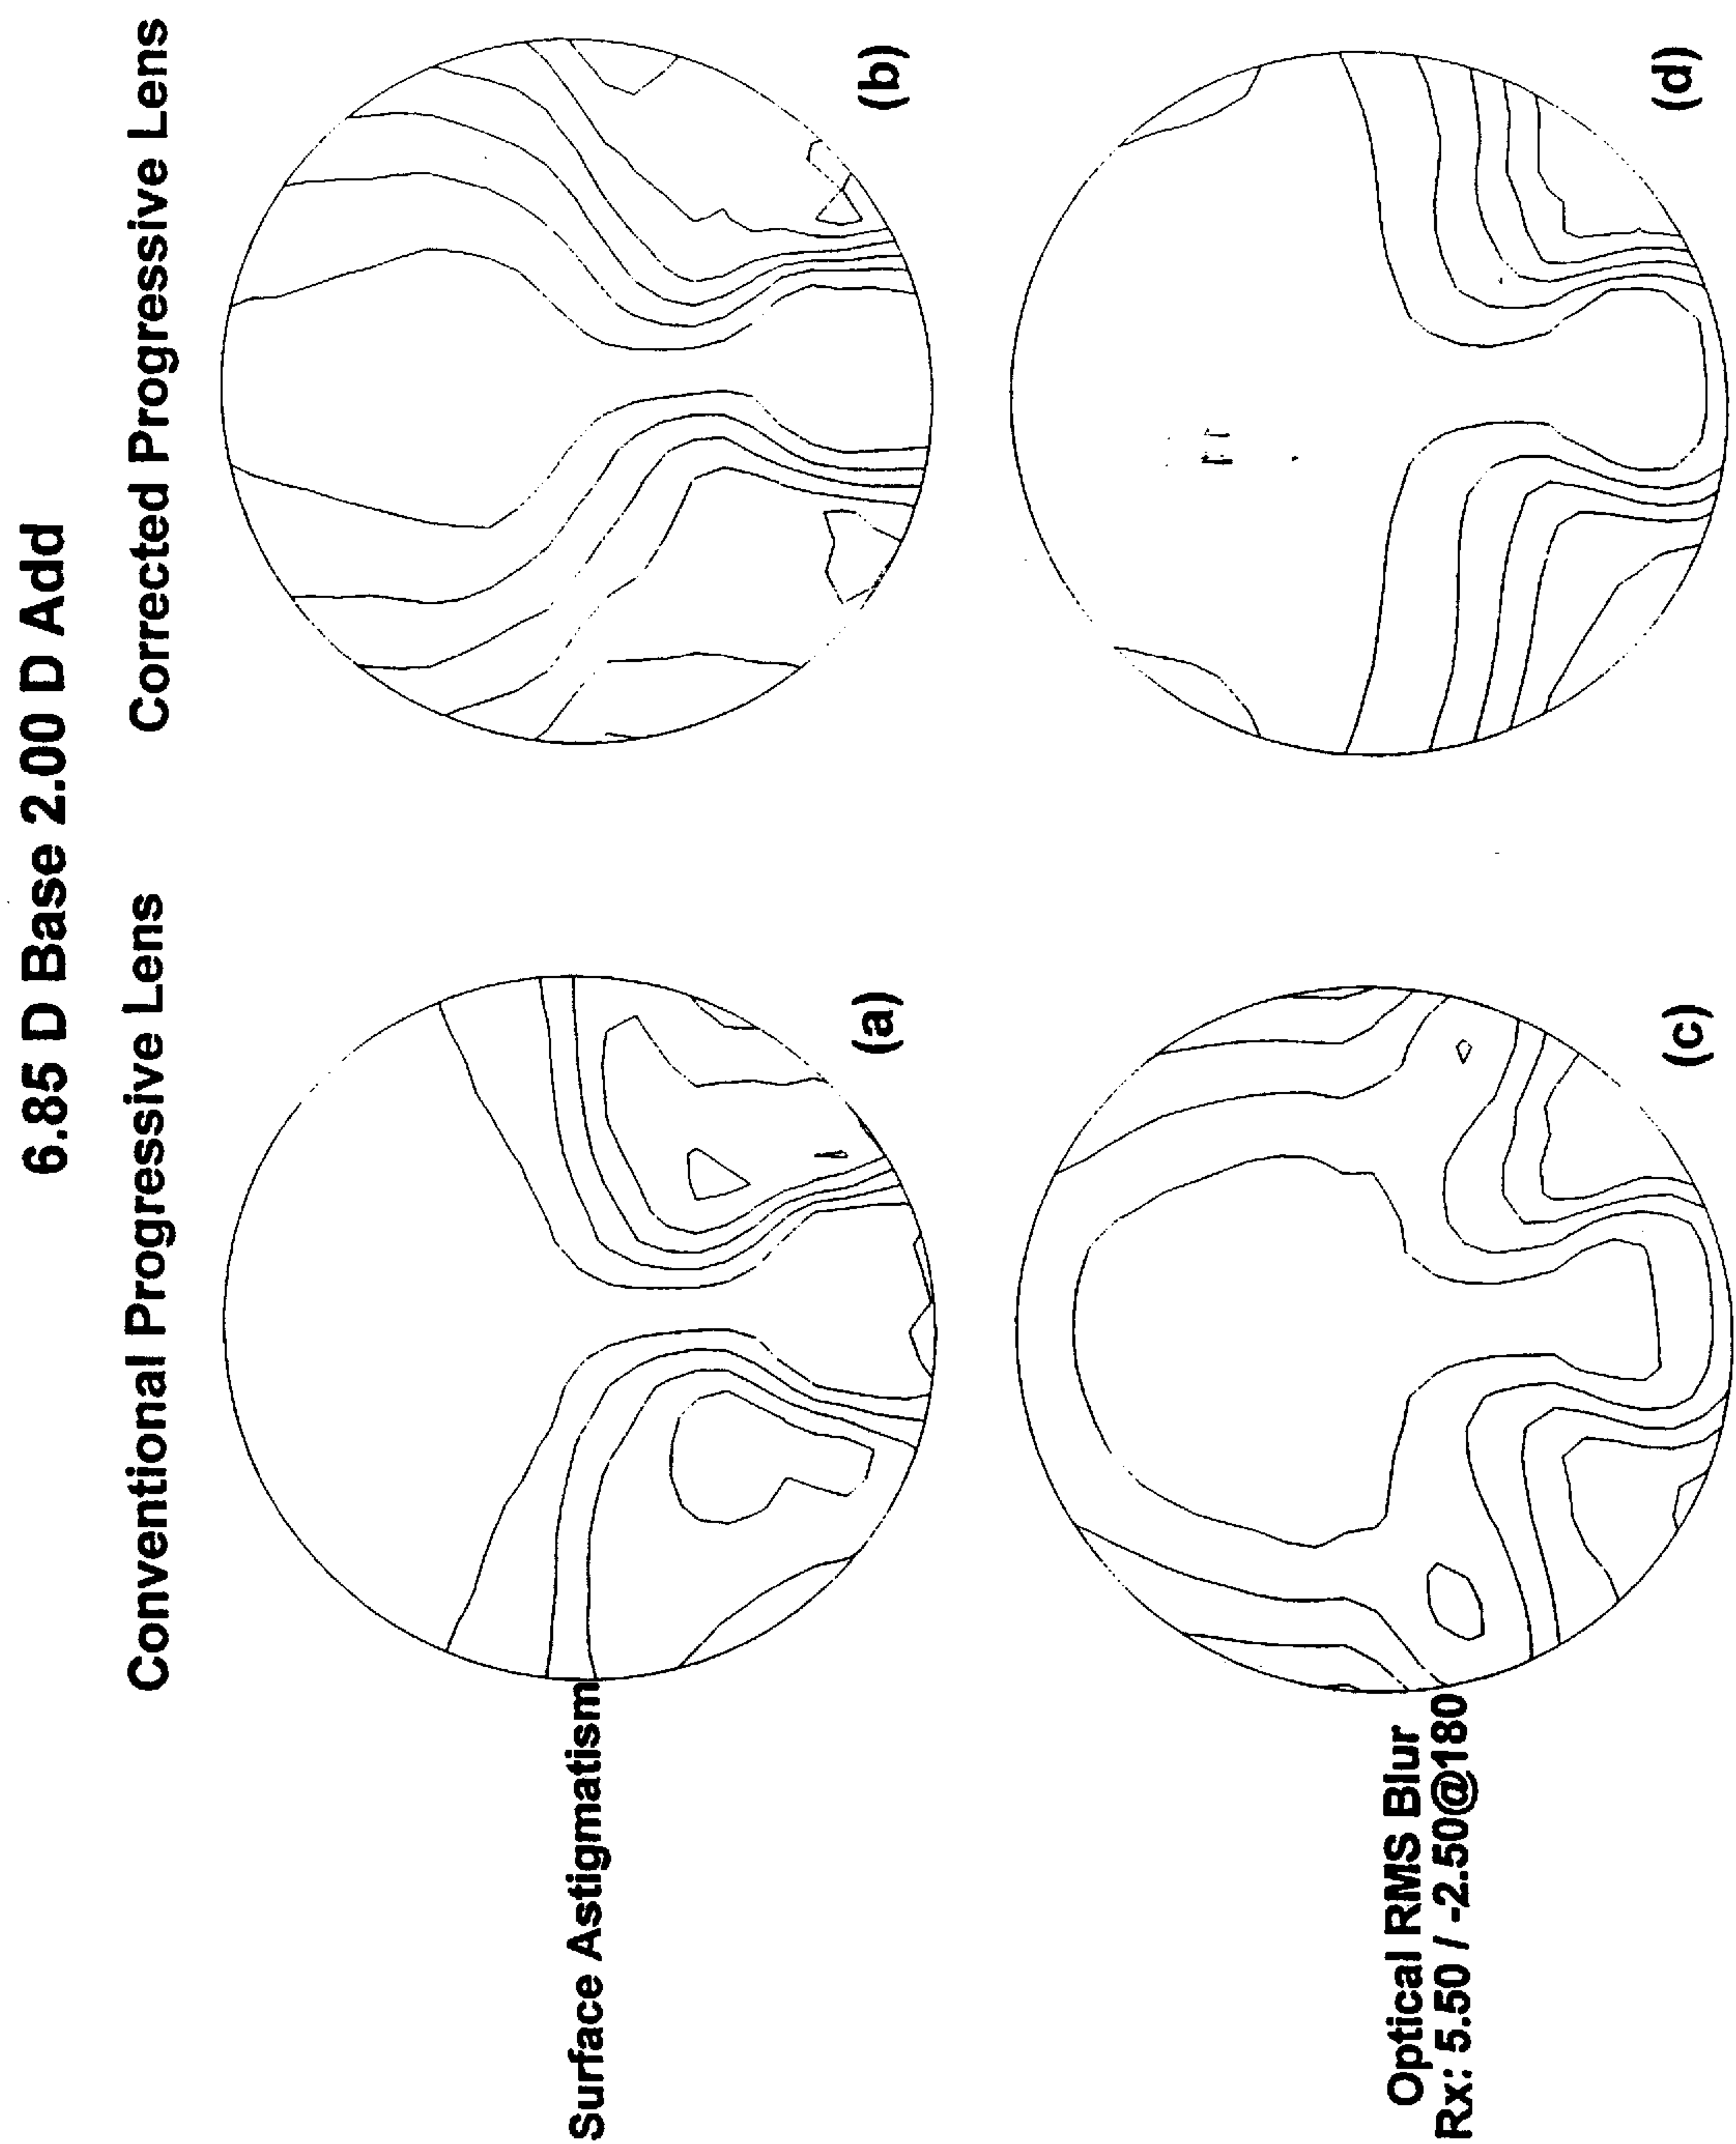 6.85 D Base 2.00 D Add
Conventional Progressive Lens
Corrected Progressive Lens
Surface Astigmatism
(a)
(b)
Optical RMS Blur
Rx: 5.50 / -2.50@180
(c)
(d)